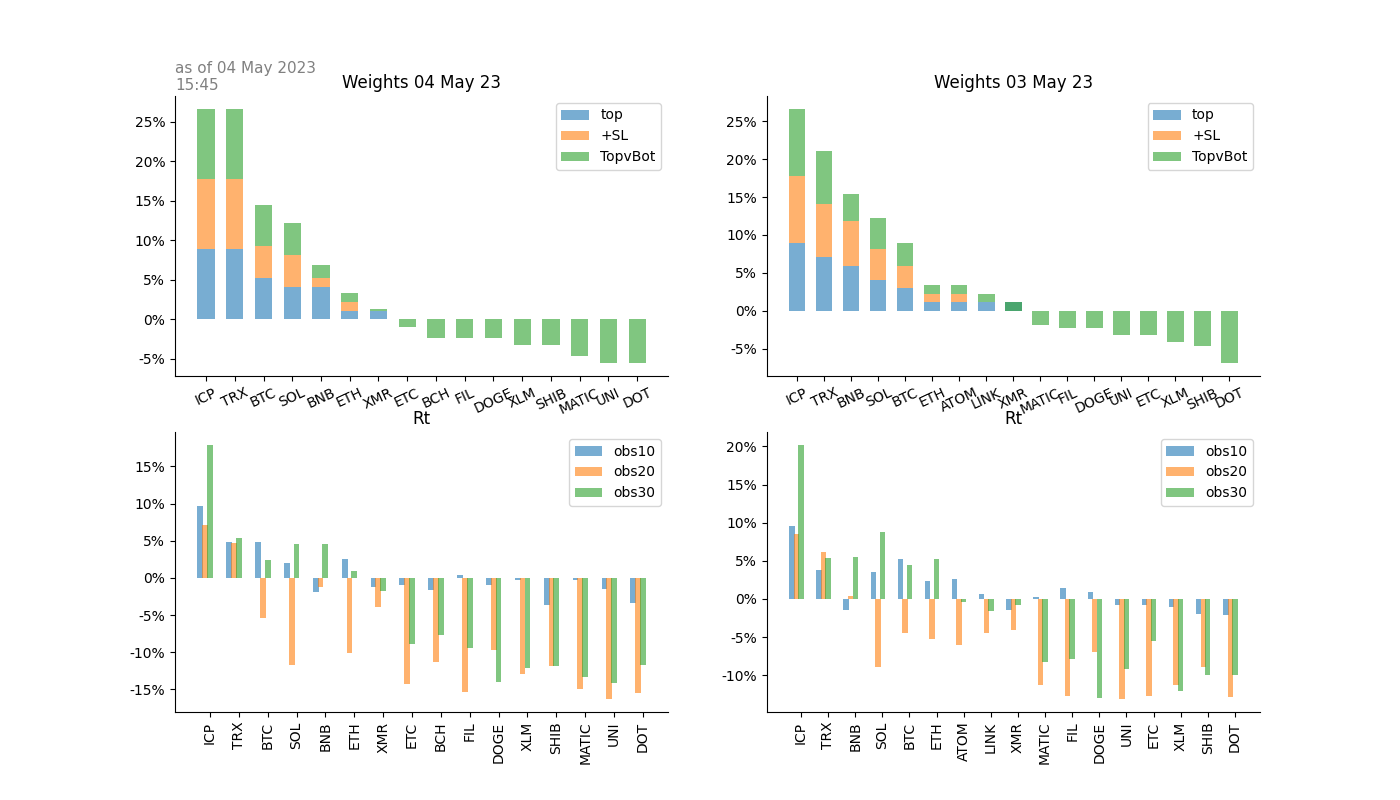 as of 04 May 2023
15:45
Weights 04 May 23
25%
20%
15%
10%
5%
0%
-5%
top
+SL
TopvBot
ICP TRX BTC SOL BNB ETH XMR ETC BCH FIL DOGE XLM SHIB MATIC UNI DOT
Weights 03 May 23
25%
20%
15%
10%
5%
0%
-5%
top
+SL
TopvBot
ICP TRX BNB SOL BTC ETH ATOM LINK XMR MATIC FIL DOGE UNI ETC XLM SHIB DOT
Rt
15%
10%
5%
0%
-5%
-10%
-15%
obs10
obs20
obs30
ICP TRX BTC SOL BNB ETH XMR ETC BCH FIL DOGE XLM SHIB MATIC UNI DOT
Rt
20%
15%
10%
5%
0%
-5%
-10%
obs10
obs20
obs30
ICP TRX BNB SOL BTC ETH ATOM LINK XMR MATIC FIL DOGE UNI ETC XLM SHIB DOT